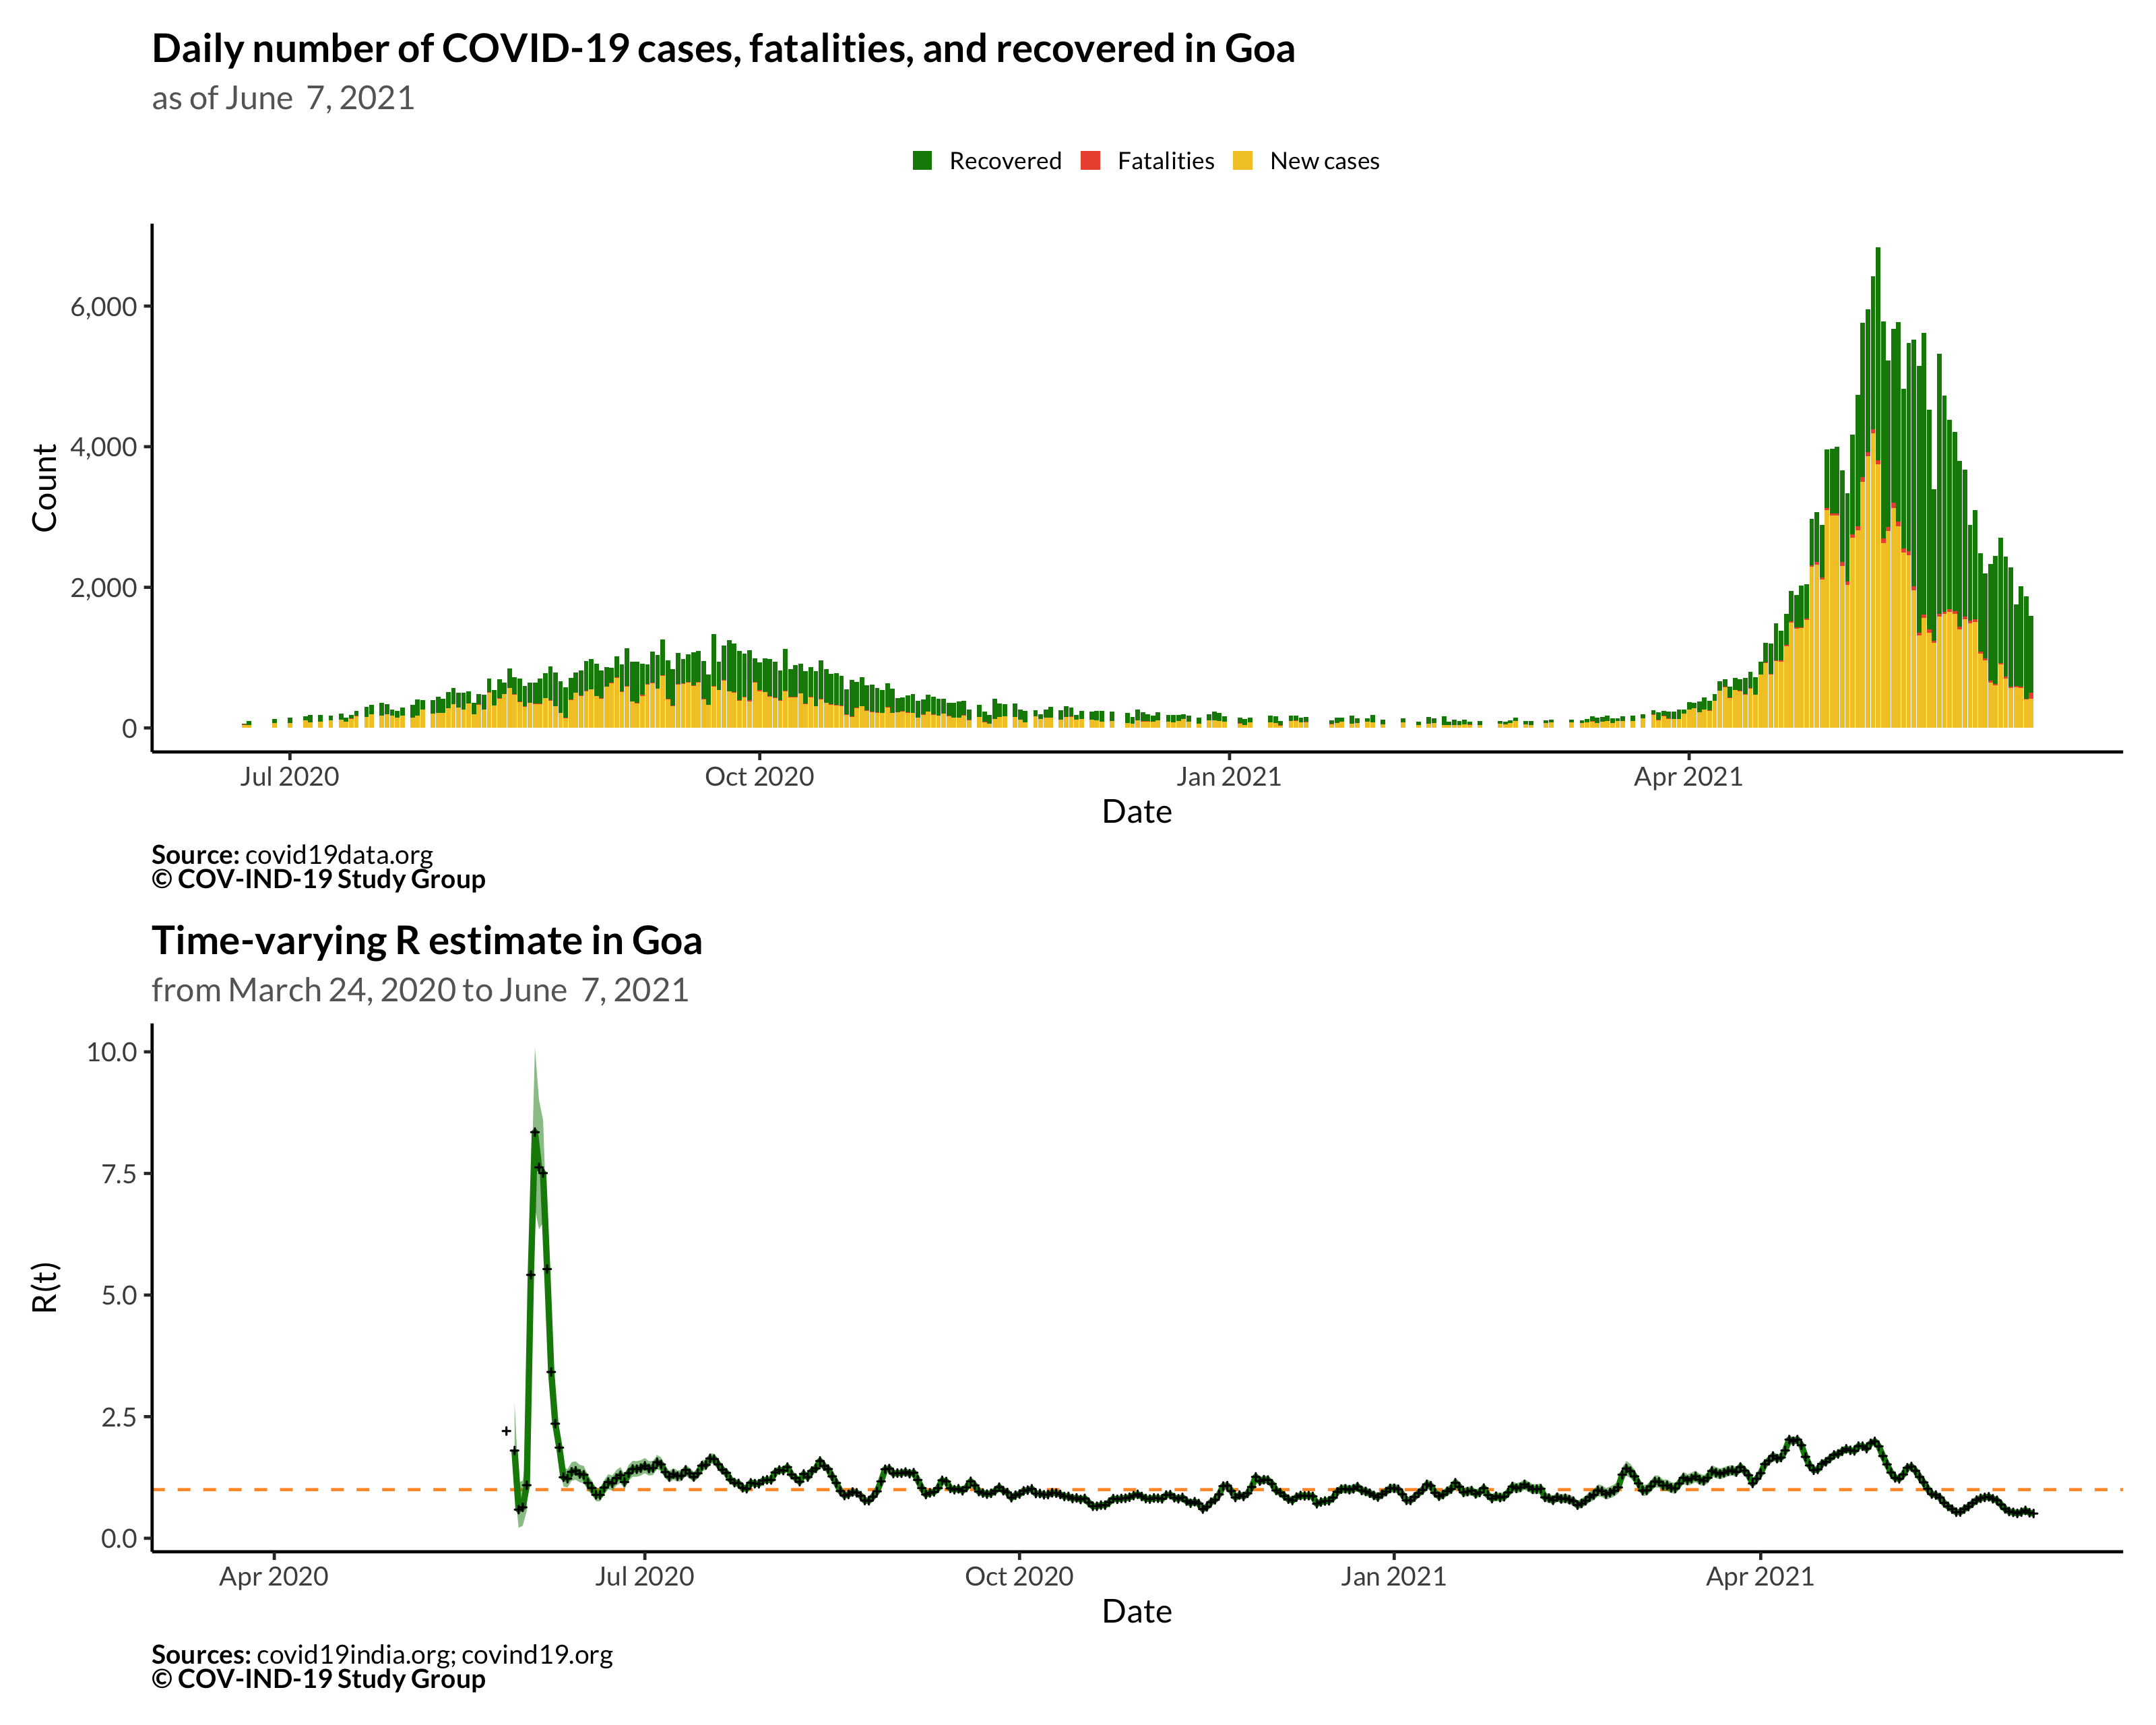 Daily number of COVID-19 cases, fatalities, and recovered in Goa
as of June  7, 2021
Recovered Fatalities New cases
Count
6,000
4,000
2,000
0
Jul 2020 Oct 2020 Jan 2021 Apr 2021
Date
Source: covid19data.org
© COV-IND-19 Study Group
Time-varying R estimate in Goa
from March 24, 2020 to June  7, 2021
R(t)
10.0
7.5
5.0
2.5
0.0
Apr 2020 Jul 2020 Oct 2020 Jan 2021 Apr 2021
Date
Sources: covid19india.org; covind19.org
© COV-IND-19 Study Group